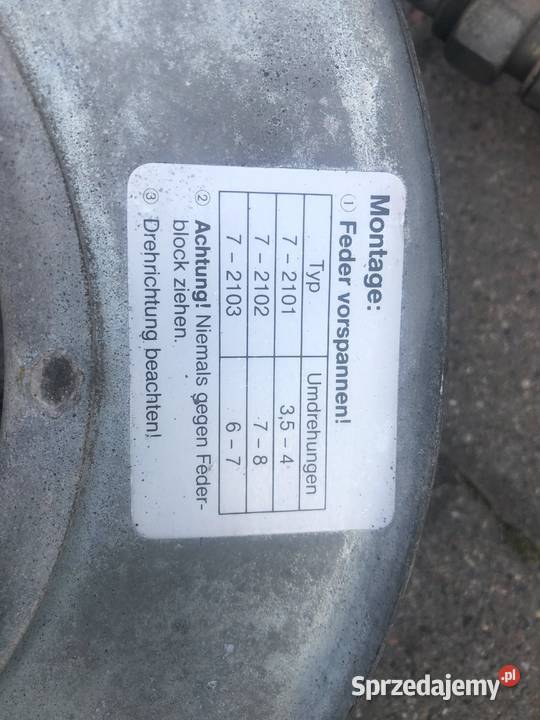 Montage:
① Feder vorspannen!
Typ Umdrehungen
7 – 2101 3,5 – 4
7 – 2102 7 – 8
7 – 2103 6 – 7
② Achtung! Niemals gegen Feder-
block ziehen.
③ Drehrichtung beachten!
Sprzedajemy.pl